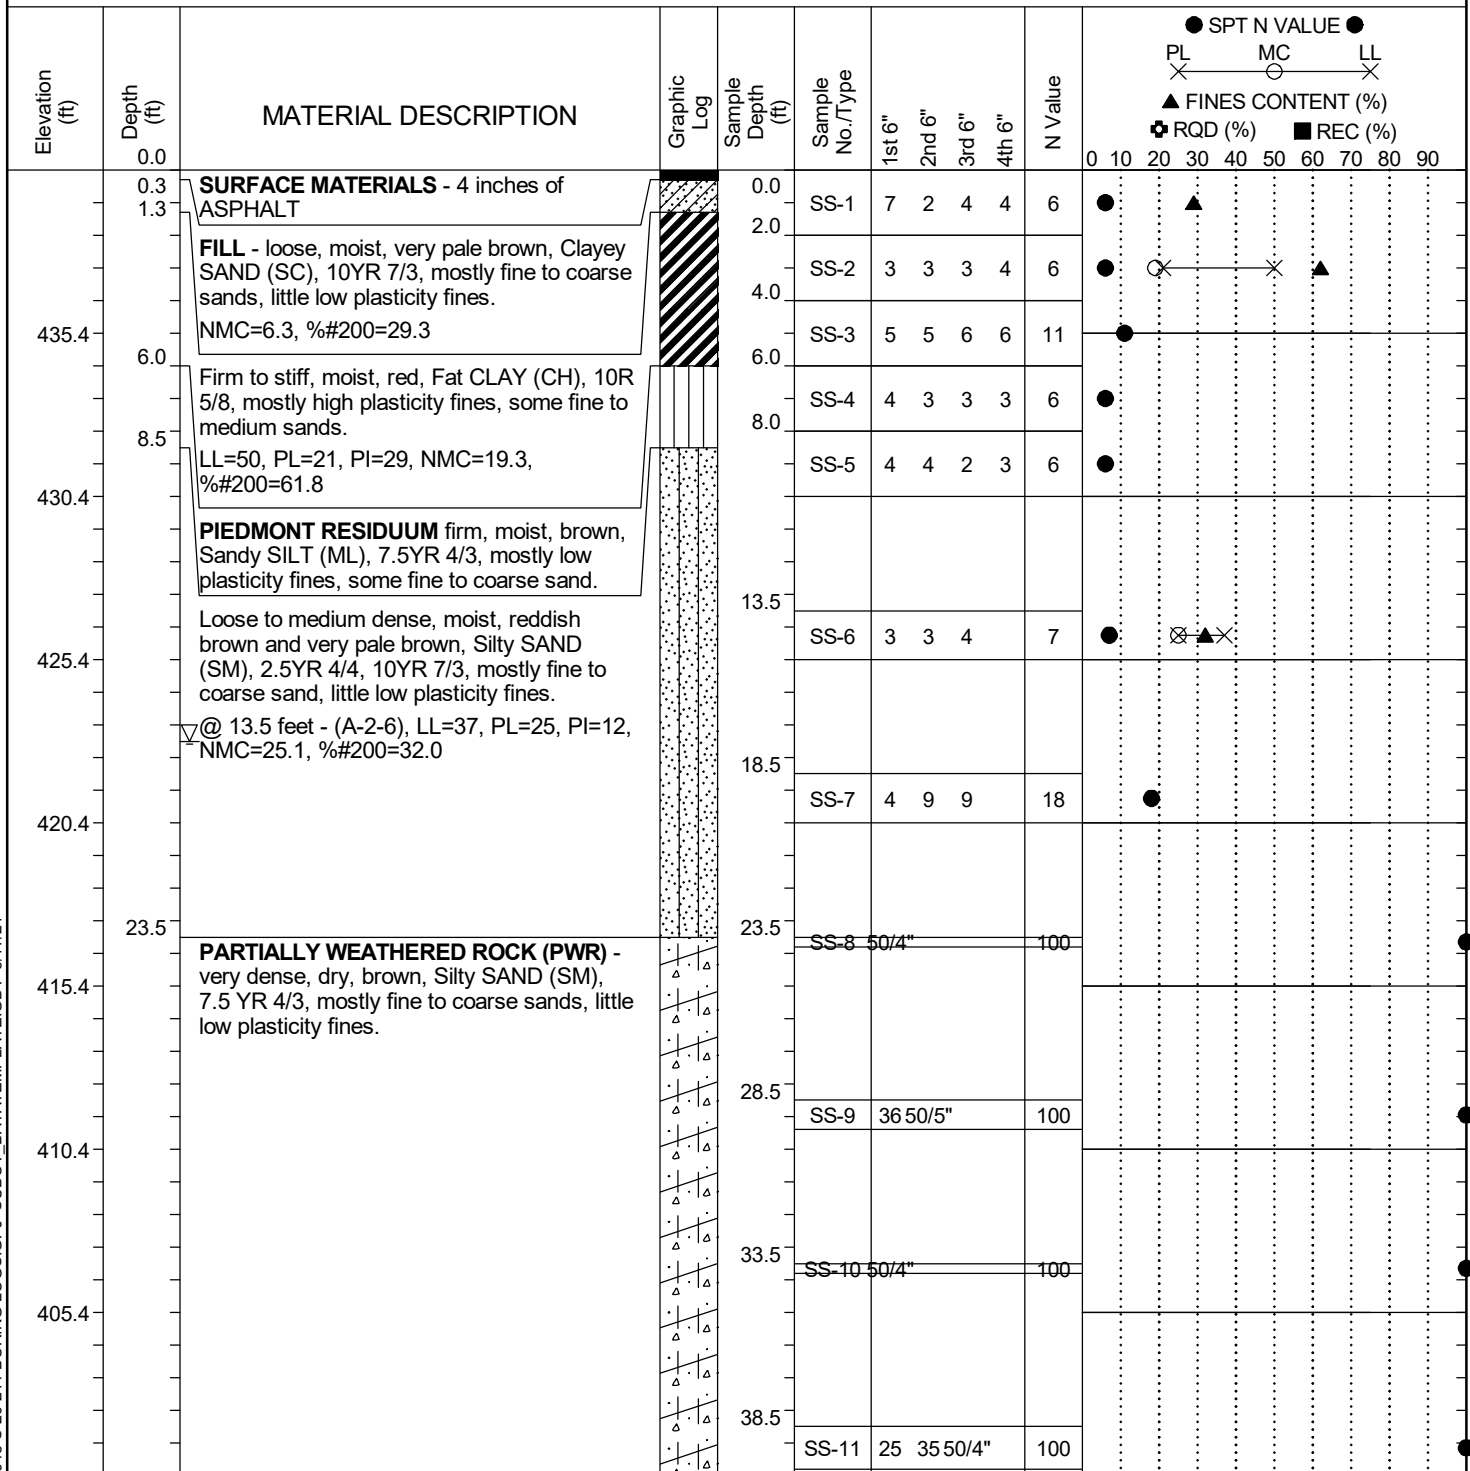 ● SPT N VALUE ●
PL MC LL
▲ FINES CONTENT (%)
RQD (%) ■ REC (%)
Elevation (ft)
Depth (ft)
MATERIAL DESCRIPTION
Graphic Log
Sample Depth (ft)
Sample No./Type
1st 6"
2nd 6"
3rd 6"
4th 6"
N Value
0.0
0 10 20 30 40 50 60 70 80 90
0.3
1.3
SURFACE MATERIALS - 4 inches of
ASPHALT
FILL - loose, moist, very pale brown, Clayey
SAND (SC), 10YR 7/3, mostly fine to coarse
sands, little low plasticity fines.
NMC=6.3, %#200=29.3
6.0
Firm to stiff, moist, red, Fat CLAY (CH), 10R
5/8, mostly high plasticity fines, some fine to
medium sands.
8.5
LL=50, PL=21, PI=29, NMC=19.3,
%#200=61.8
PIEDMONT RESIDUUM firm, moist, brown,
Sandy SILT (ML), 7.5YR 4/3, mostly low
plasticity fines, some fine to coarse sand.
Loose to medium dense, moist, reddish
brown and very pale brown, Silty SAND
(SM), 2.5YR 4/4, 10YR 7/3, mostly fine to
coarse sand, little low plasticity fines.
@ 13.5 feet - (A-2-6), LL=37, PL=25, PI=12,
NMC=25.1, %#200=32.0
23.5
PARTIALLY WEATHERED ROCK (PWR) -
very dense, dry, brown, Silty SAND (SM),
7.5 YR 4/3, mostly fine to coarse sands, little
low plasticity fines.
435.4
430.4
425.4
420.4
415.4
410.4
405.4
0.0
SS-1 7 2 4 4 6
2.0
SS-2 3 3 3 4 6
4.0
SS-3 5 5 6 6 11
6.0
SS-4 4 3 3 3 6
8.0
SS-5 4 4 2 3 6
13.5
SS-6 3 3 4 7
18.5
SS-7 4 9 9 18
23.5
SS-8 50/4" 100
28.5
SS-9 36 50/5" 100
33.5
SS-10 50/4" 100
38.5
SS-11 25 35 50/4" 100